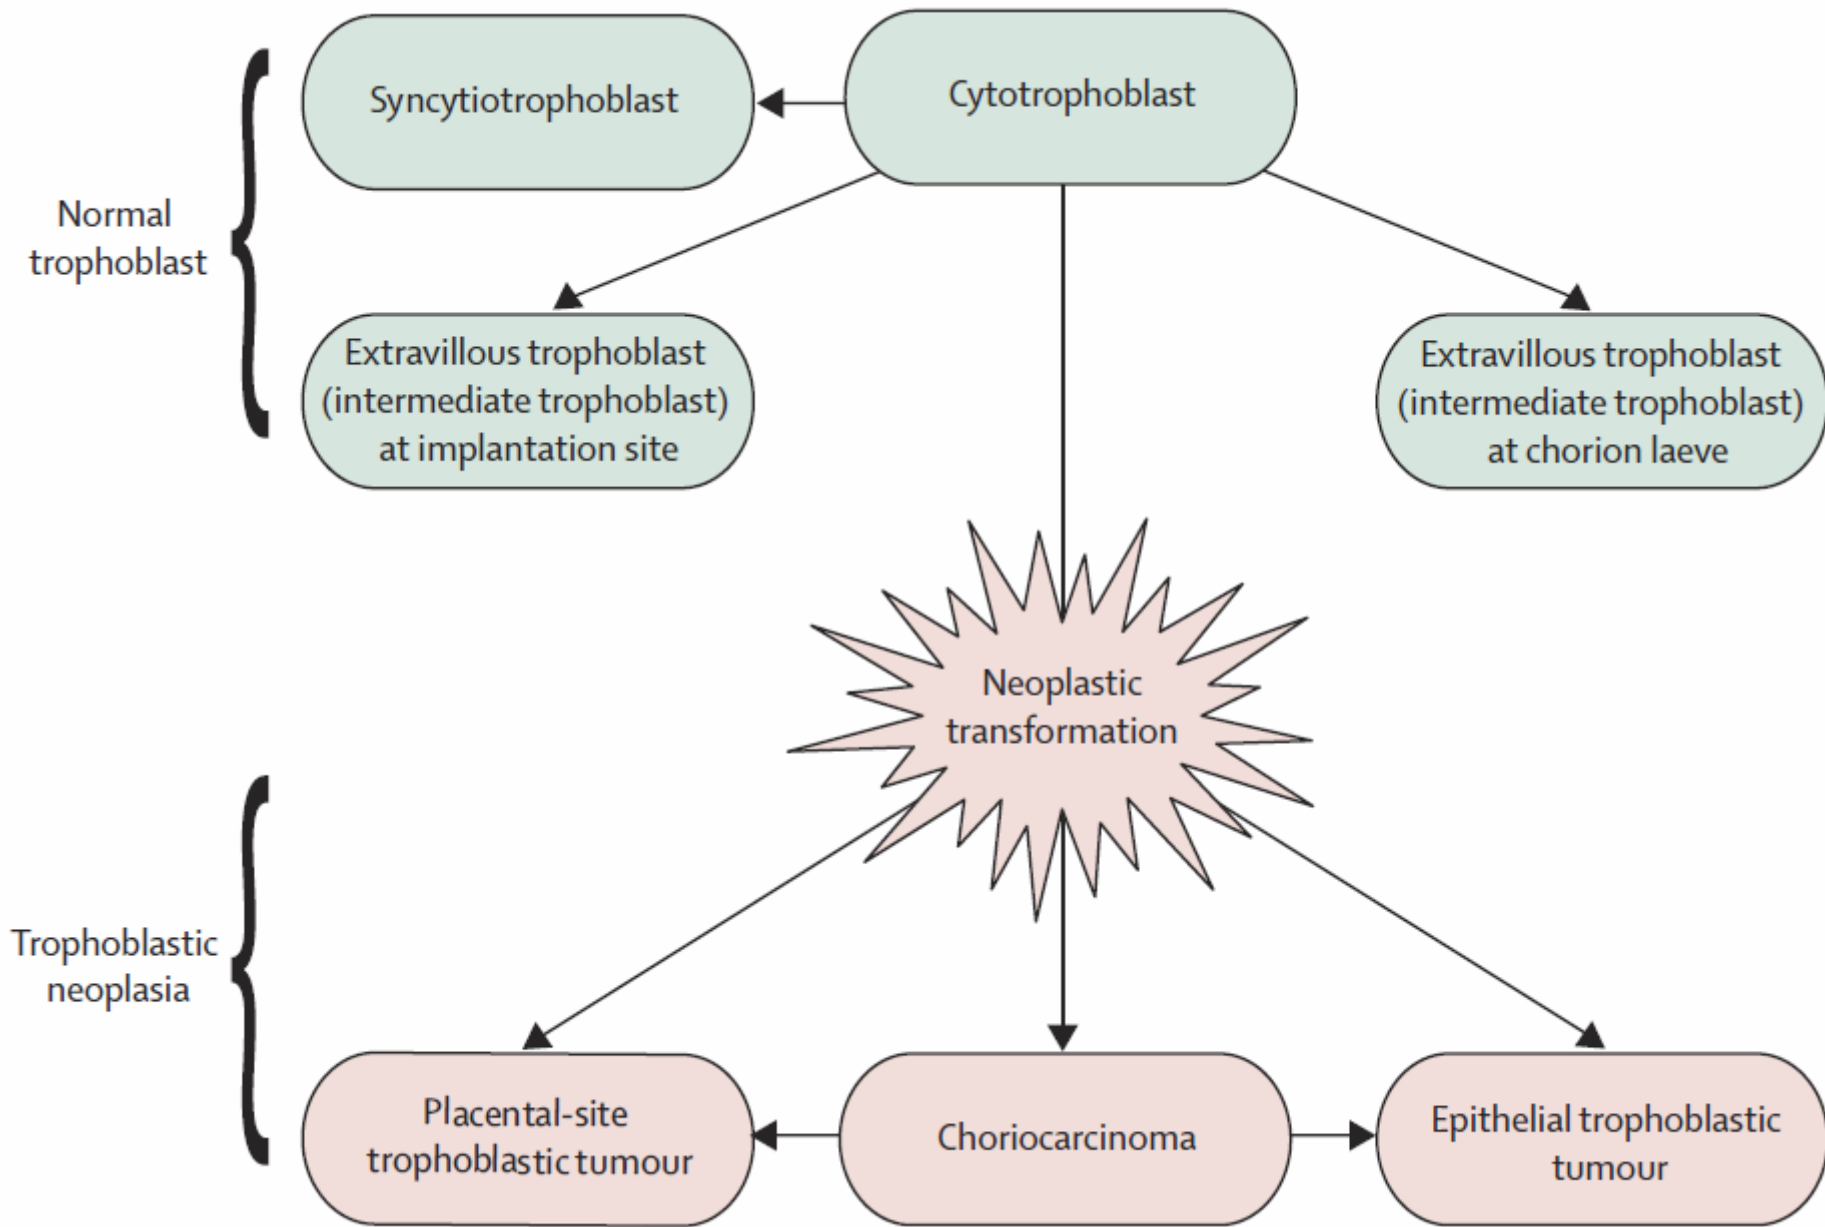 Syncytiotrophoblast
Cytotrophoblast
Normal
trophoblast
Extravillous trophoblast
(intermediate trophoblast)
at implantation site
Extravillous trophoblast
(intermediate trophoblast)
at chorion laeve
Neoplastic
transformation
Trophoblastic
neoplasia
Placental-site
trophoblastic tumour
Choriocarcinoma
Epithelial trophoblastic
tumour